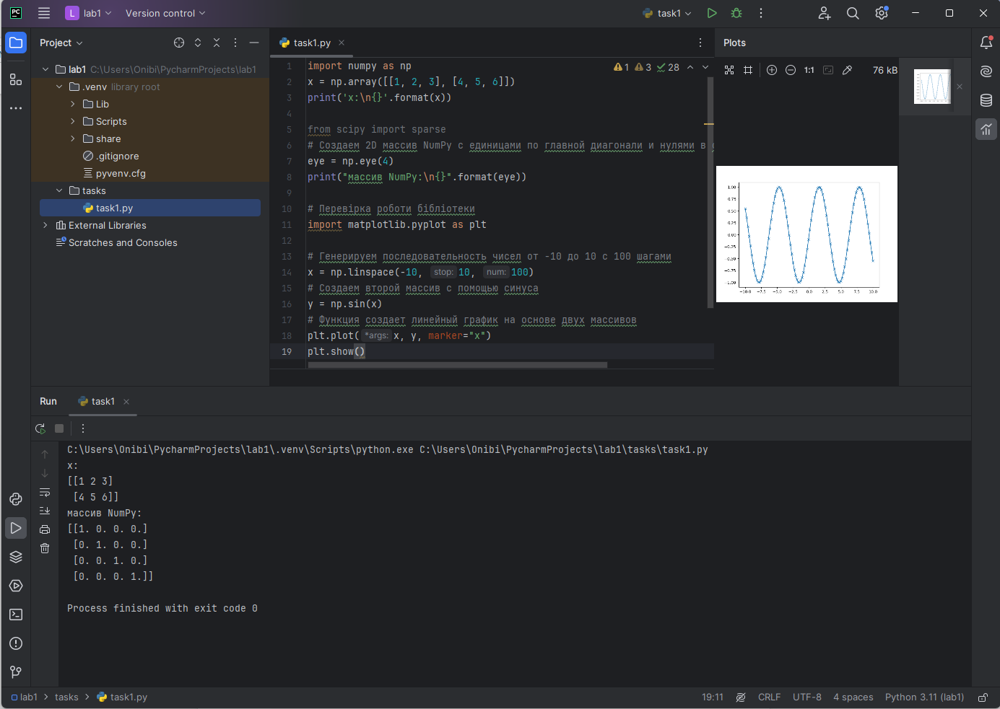 PC
L lab1 Version control
task1
Project
lab1 C:\Users\Onibi\PycharmProjects\lab1
.venv library root
Lib
Scripts
share
.gitignore
pyvenv.cfg
tasks
task1.py
External Libraries
Scratches and Consoles
task1.py
1 import numpy as np
1 3 28
2 x = np.array([[1, 2, 3], [4, 5, 6]])
3 print('x:\n{}'.format(x))
4
5 from scipy import sparse
6 # Создаем 2D массив NumPy с единицами по главной диагонали и нулями в
7 eye = np.eye(4)
8 print("массив NumPy:\n{}".format(eye))
9
10 # Перевірка роботи бібліотеки
11 import matplotlib.pyplot as plt
12
13 # Генерируем последовательность чисел от -10 до 10 с 100 шагами
14 x = np.linspace(-10, stop: 10, num: 100)
15 # Создаем второй массив с помощью синуса
16 y = np.sin(x)
17 # Функция создает линейный график на основе двух массивов
18 plt.plot( *args: x, y, marker="x")
19 plt.show()
Plots
1:1 76 kB
1.00
0.75
0.50
0.25
0.00
−0.25
−0.50
−0.75
−1.00
−10.0 −7.5 −5.0 −2.5 0.0 2.5 5.0 7.5 10.0
Run task1
C:\Users\Onibi\PycharmProjects\lab1\.venv\Scripts\python.exe C:\Users\Onibi\PycharmProjects\lab1\tasks\task1.py
x:
[[1 2 3]
[4 5 6]]
массив NumPy:
[[1. 0. 0. 0.]
[0. 1. 0. 0.]
[0. 0. 1. 0.]
[0. 0. 0. 1.]]
Process finished with exit code 0
lab1 > tasks > task1.py
19:11 CRLF UTF-8 4 spaces Python 3.11 (lab1)